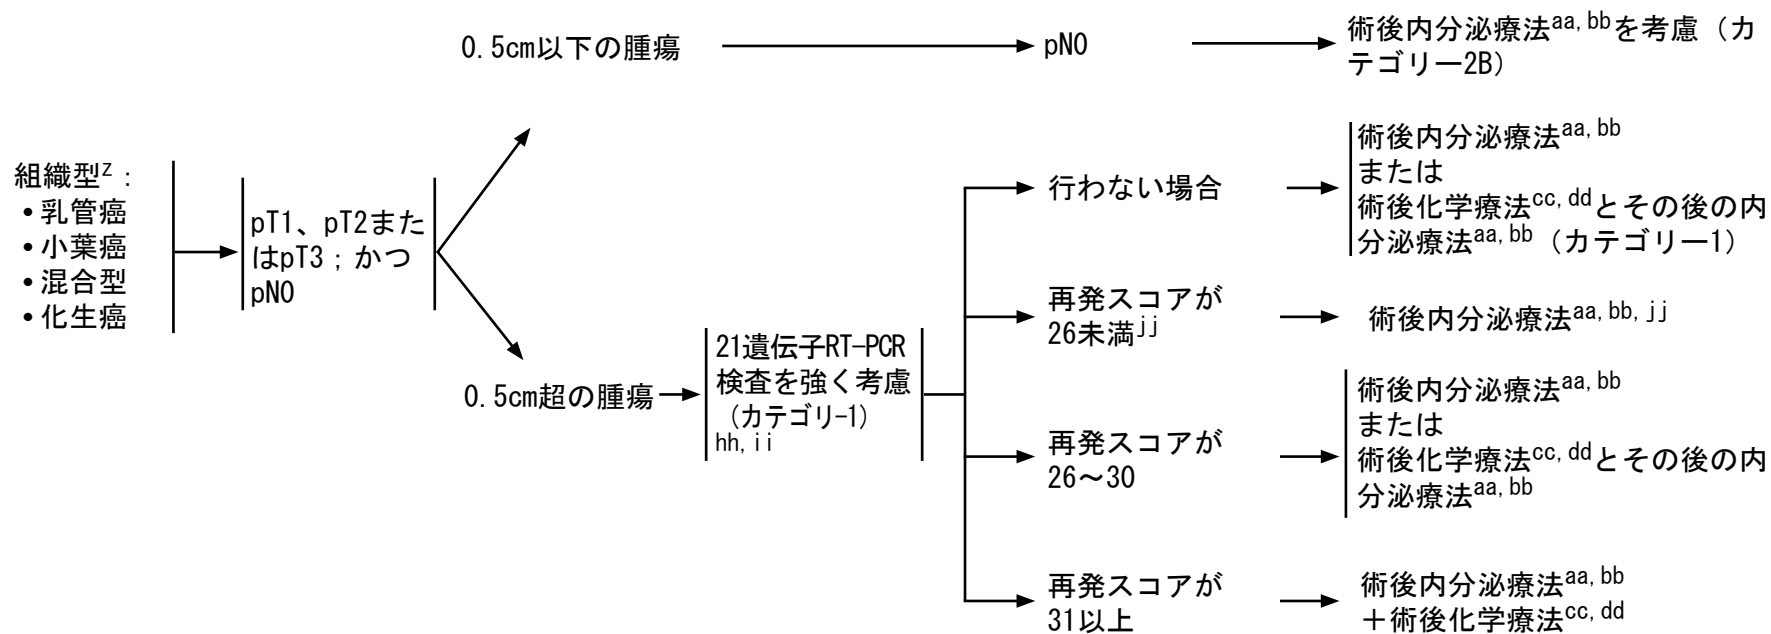 0.5cm以下の腫瘍
pN0
術後内分泌療法aa, bbを考慮（カ
テゴリー2B）
組織型z：
•乳管癌
•小葉癌
•混合型
•化生癌
pT1、pT2また
はpT3；かつ
pN0
0.5cm超の腫瘍
21遺伝子RT-PCR
検査を強く考慮
（カテゴリ-1）
hh, ii
行わない場合
術後内分泌療法aa, bb
または
術後化学療法cc, ddとその後の内
分泌療法aa, bb（カテゴリー1）
再発スコアが
26未満jj
術後内分泌療法aa, bb, jj
再発スコアが
26～30
術後内分泌療法aa, bb
または
術後化学療法cc, ddとその後の内
分泌療法aa, bb
再発スコアが
31以上
術後内分泌療法aa, bb
＋術後化学療法cc, dd